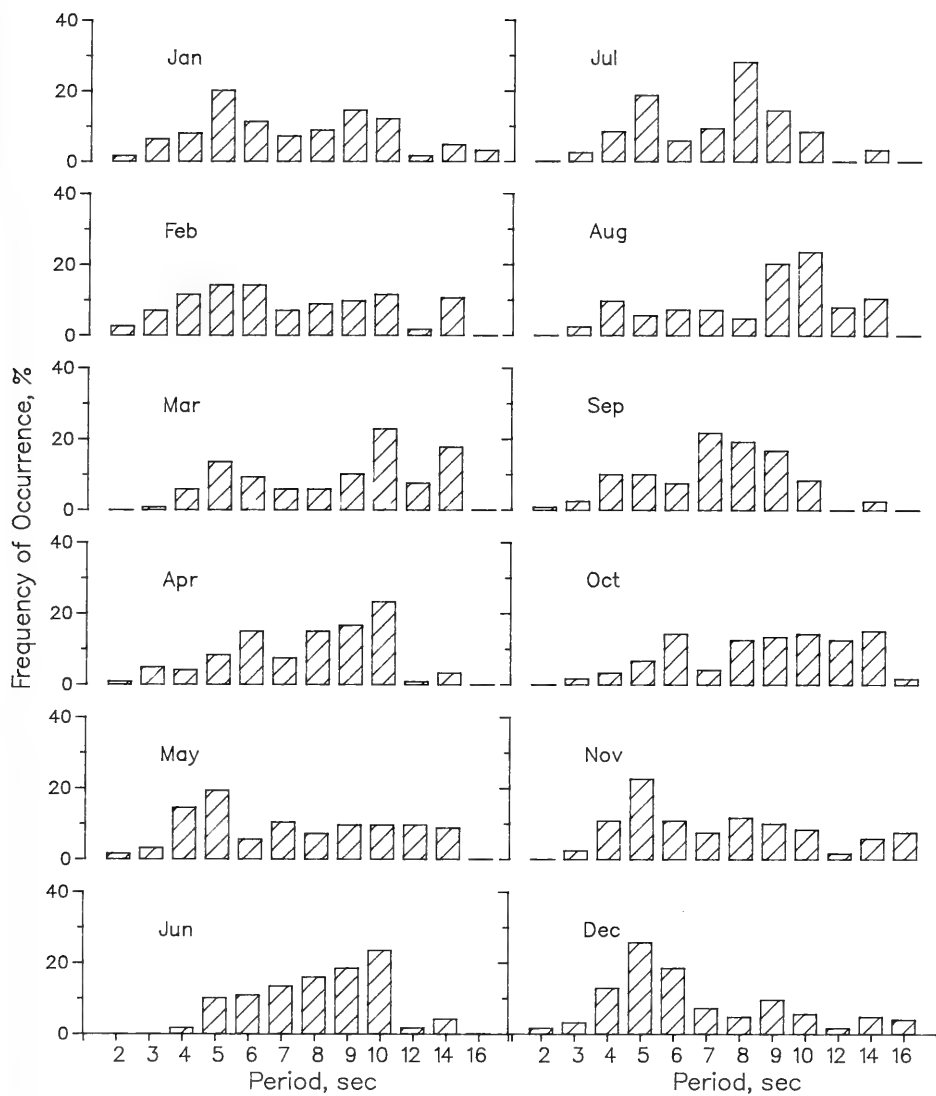 Frequency of Occurrence, %
40
20
0
Jan
Jul
40
20
0
Feb
Aug
40
20
0
Mar
Sep
40
20
0
Apr
Oct
40
20
0
May
Nov
40
20
0
Jun
Dec
2 3 4 5 6 7 8 9 10 12 14 16
2 3 4 5 6 7 8 9 10 12 14 16
Period, sec
Period, sec